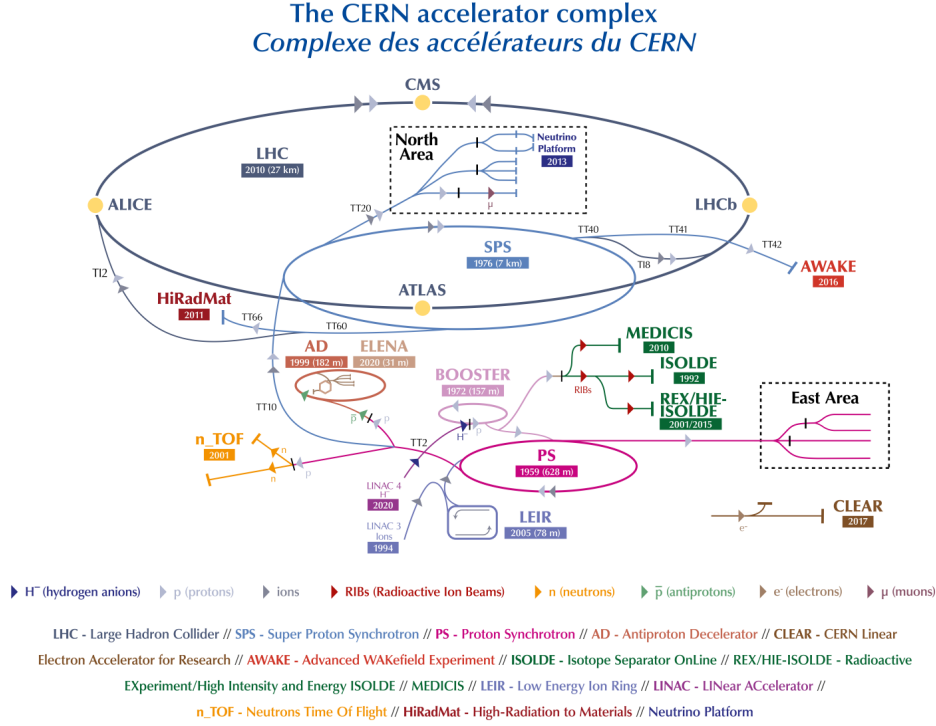 The CERN accelerator complex
Complexe des accélérateurs du CERN
CMS
North
Area
Neutrino
Platform
2013
LHC
2010 (27 km)
μ
ALICE
LHCb
TT20
TT40
TT41
TT42
SPS
1976 (7 km)
TI8
TI2
AWAKE
2016
ATLAS
HiRadMat
2011
TT66
TT60
MEDICIS
2010
AD
1999 (182 m)
ELENA
2020 (31 m)
ISOLDE
1992
BOOSTER
1972 (157 m)
RIBs
REX/HIE-
ISOLDE
2001/2015
East Area
TT10
p̅
p
H⁻
p
TT2
n_TOF
2001
n
n
p
PS
1959 (628 m)
LINAC 4
H⁻
2020
LINAC 3
Ions
1994
LEIR
2005 (78 m)
CLEAR
2017
e⁻
H⁻ (hydrogen anions)
p (protons)
ions
RIBs (Radioactive Ion Beams)
n (neutrons)
p̅ (antiprotons)
e⁻ (electrons)
μ (muons)
LHC - Large Hadron Collider // SPS - Super Proton Synchrotron // PS - Proton Synchrotron // AD - Antiproton Decelerator // CLEAR - CERN Linear
Electron Accelerator for Research // AWAKE - Advanced WAKefield Experiment // ISOLDE - Isotope Separator OnLine // REX/HIE-ISOLDE - Radioactive
EXperiment/High Intensity and Energy ISOLDE // MEDICIS // LEIR - Low Energy Ion Ring // LINAC - LINear ACcelerator //
n_TOF - Neutrons Time Of Flight // HiRadMat - High-Radiation to Materials // Neutrino Platform